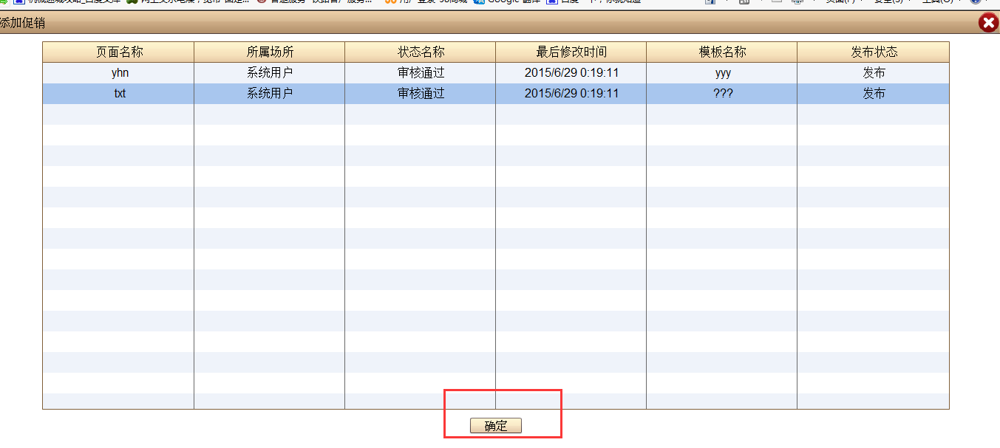 添加促销
页面名称 所属场所 状态名称 最后修改时间 模板名称 发布状态
yhn 系统用户 审核通过 2015/6/29 0:19:11 yyy 发布
txt 系统用户 审核通过 2015/6/29 0:19:11 ??? 发布
确定